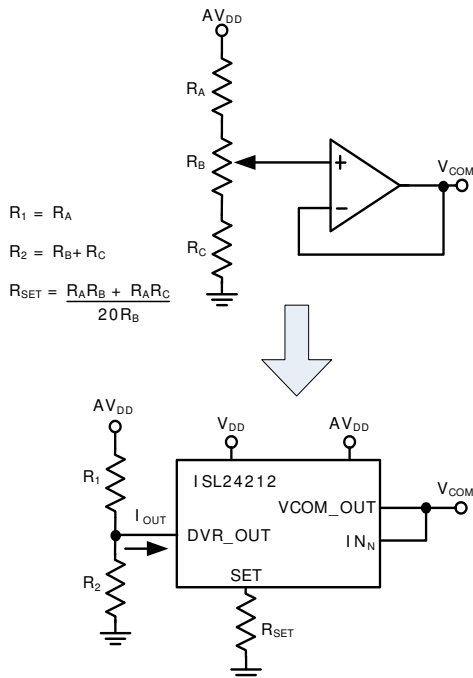 AVDD
RA
RB
VCOM
+
−
RC
R1 = RA
R2 = RB+ RC
RSET = RARB + RARC
20RB
AVDD
VDD
AVDD
R1
ISL24212
VCOM
VCOM_OUT
IOUT
DVR_OUT
INN
R2
SET
RSET